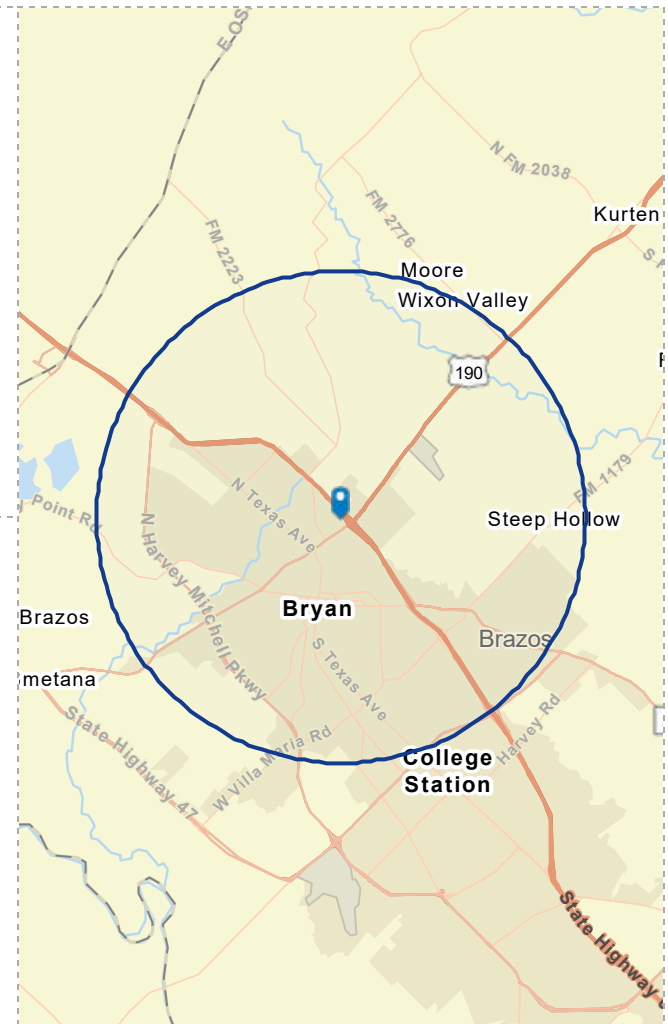 E OS
N FM 2038
Kurten
FM 2776
FM 2223
Moore
Wixon Valley
190
FM 1179
N Texas Ave
Point Rd
Steep Hollow
N Harvey Mitchell Pkwy
Bryan
Brazos
Brazos
S Texas Ave
metana
State Highway 47
W Villa Maria Rd
Harvey Rd
College
Station
State Highway